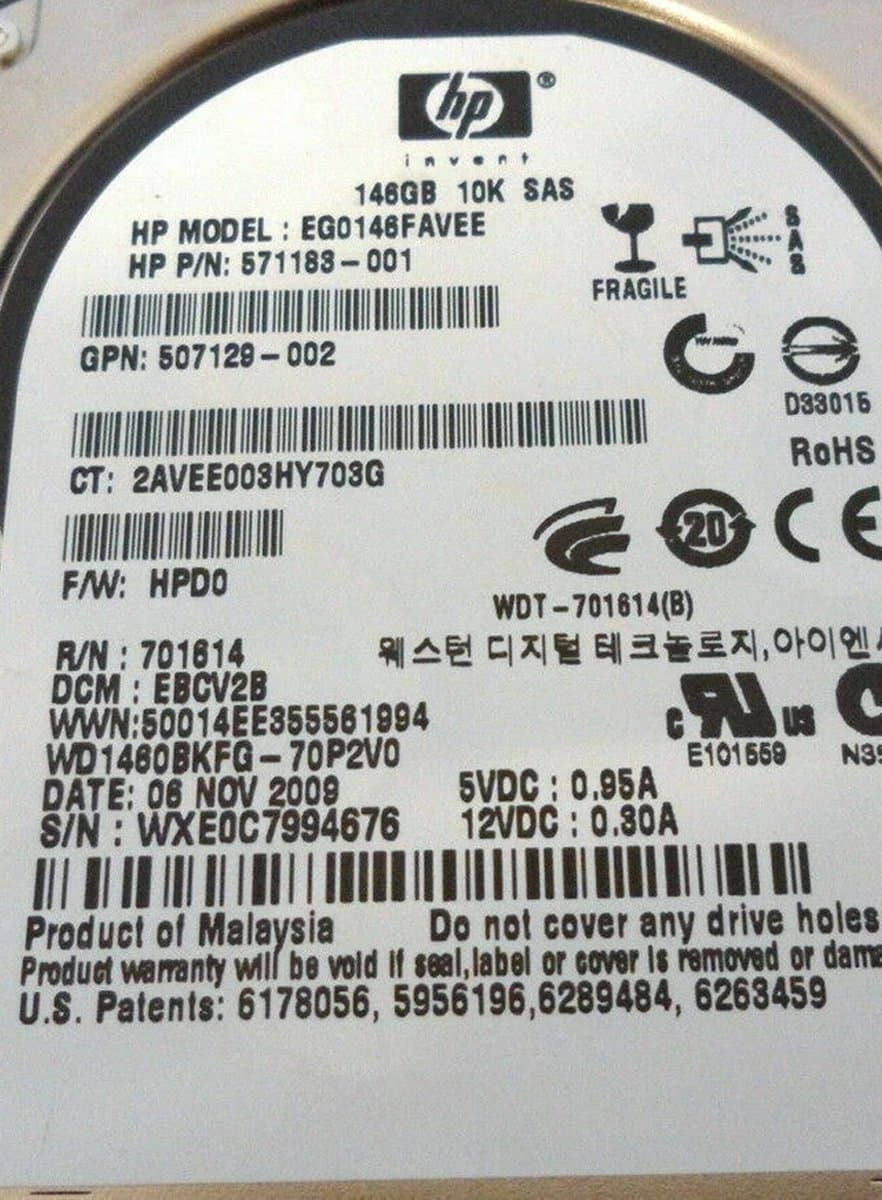 hp ®
invent
146GB 10K SAS
HP MODEL : EG0146FAVEE
HP P/N: 571183-001
SAS
FRAGILE
GPN: 507129-002
D33015
RoHS
CT: 2AVEE003HY703G
20
CE
F/W: HPD0
WDT-701614(B)
R/N : 701614
웨스턴 디지털 테크놀로지,아이엔
DCM : EBCV2B
WWN:50014EE355561994
c UR us
WD1460BKFG-70P2V0
E101559
DATE: 06 NOV 2009
5VDC : 0.95A
S/N : WXE0C7994676
12VDC : 0.30A
Product of Malaysia
Do not cover any drive holes
Product warranty will be void if seal,label or cover is removed or
U.S. Patents: 6178056, 5956196,6289484, 6263459